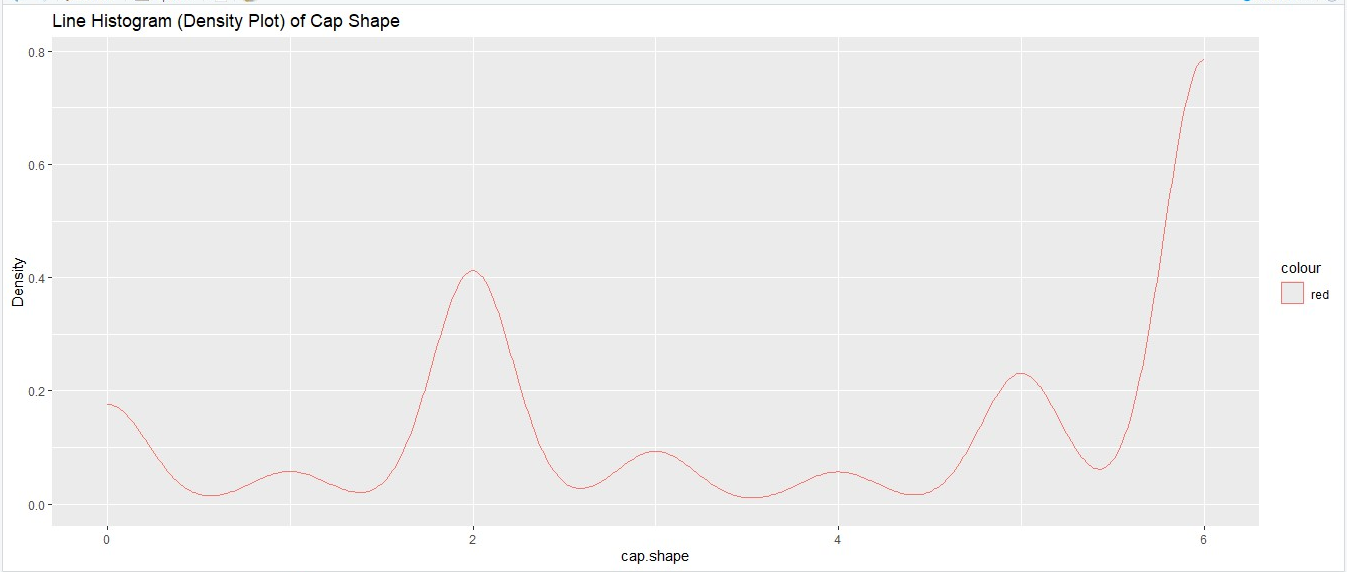 Line Histogram (Density Plot) of Cap Shape
0.8
0.6
0.4
0.2
0.0
Density
0 2 4 6
cap.shape
colour
red